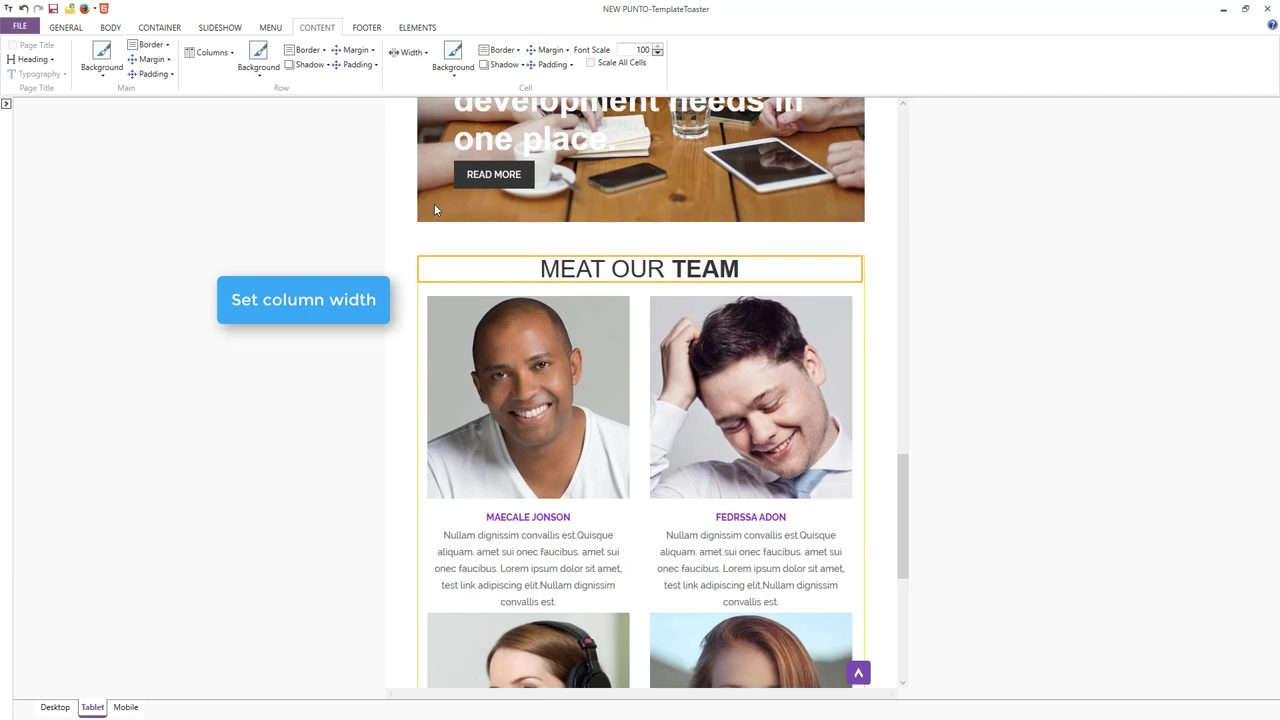 NEW PUNTO-TemplateToaster
FILE GENERAL BODY CONTAINER SLIDESHOW MENU CONTENT FOOTER ELEMENTS
Page Title
Heading
Typography
Page Title
Background
Border
Margin
Padding
Main
Columns
Background
Border
Shadow
Margin
Padding
Row
Width
Background
Border
Shadow
Margin
Padding
Font Scale 100
Scale All Cells
Cell
development needs in
one place.
READ MORE
Set column width
MEAT OUR TEAM
MAECALE JONSON
Nullam dignissim convallis est.Quisque
aliquam. amet sui onec faucibus. amet sui
onec faucibus. Lorem ipsum dolor sit amet,
test link adipiscing elit.Nullam dignissim
convallis est.
FEDRSSA ADON
Nullam dignissim convallis est.Quisque
aliquam. amet sui onec faucibus. amet sui
onec faucibus. Lorem ipsum dolor sit amet,
test link adipiscing elit.Nullam dignissim
convallis est.
Desktop Tablet Mobile